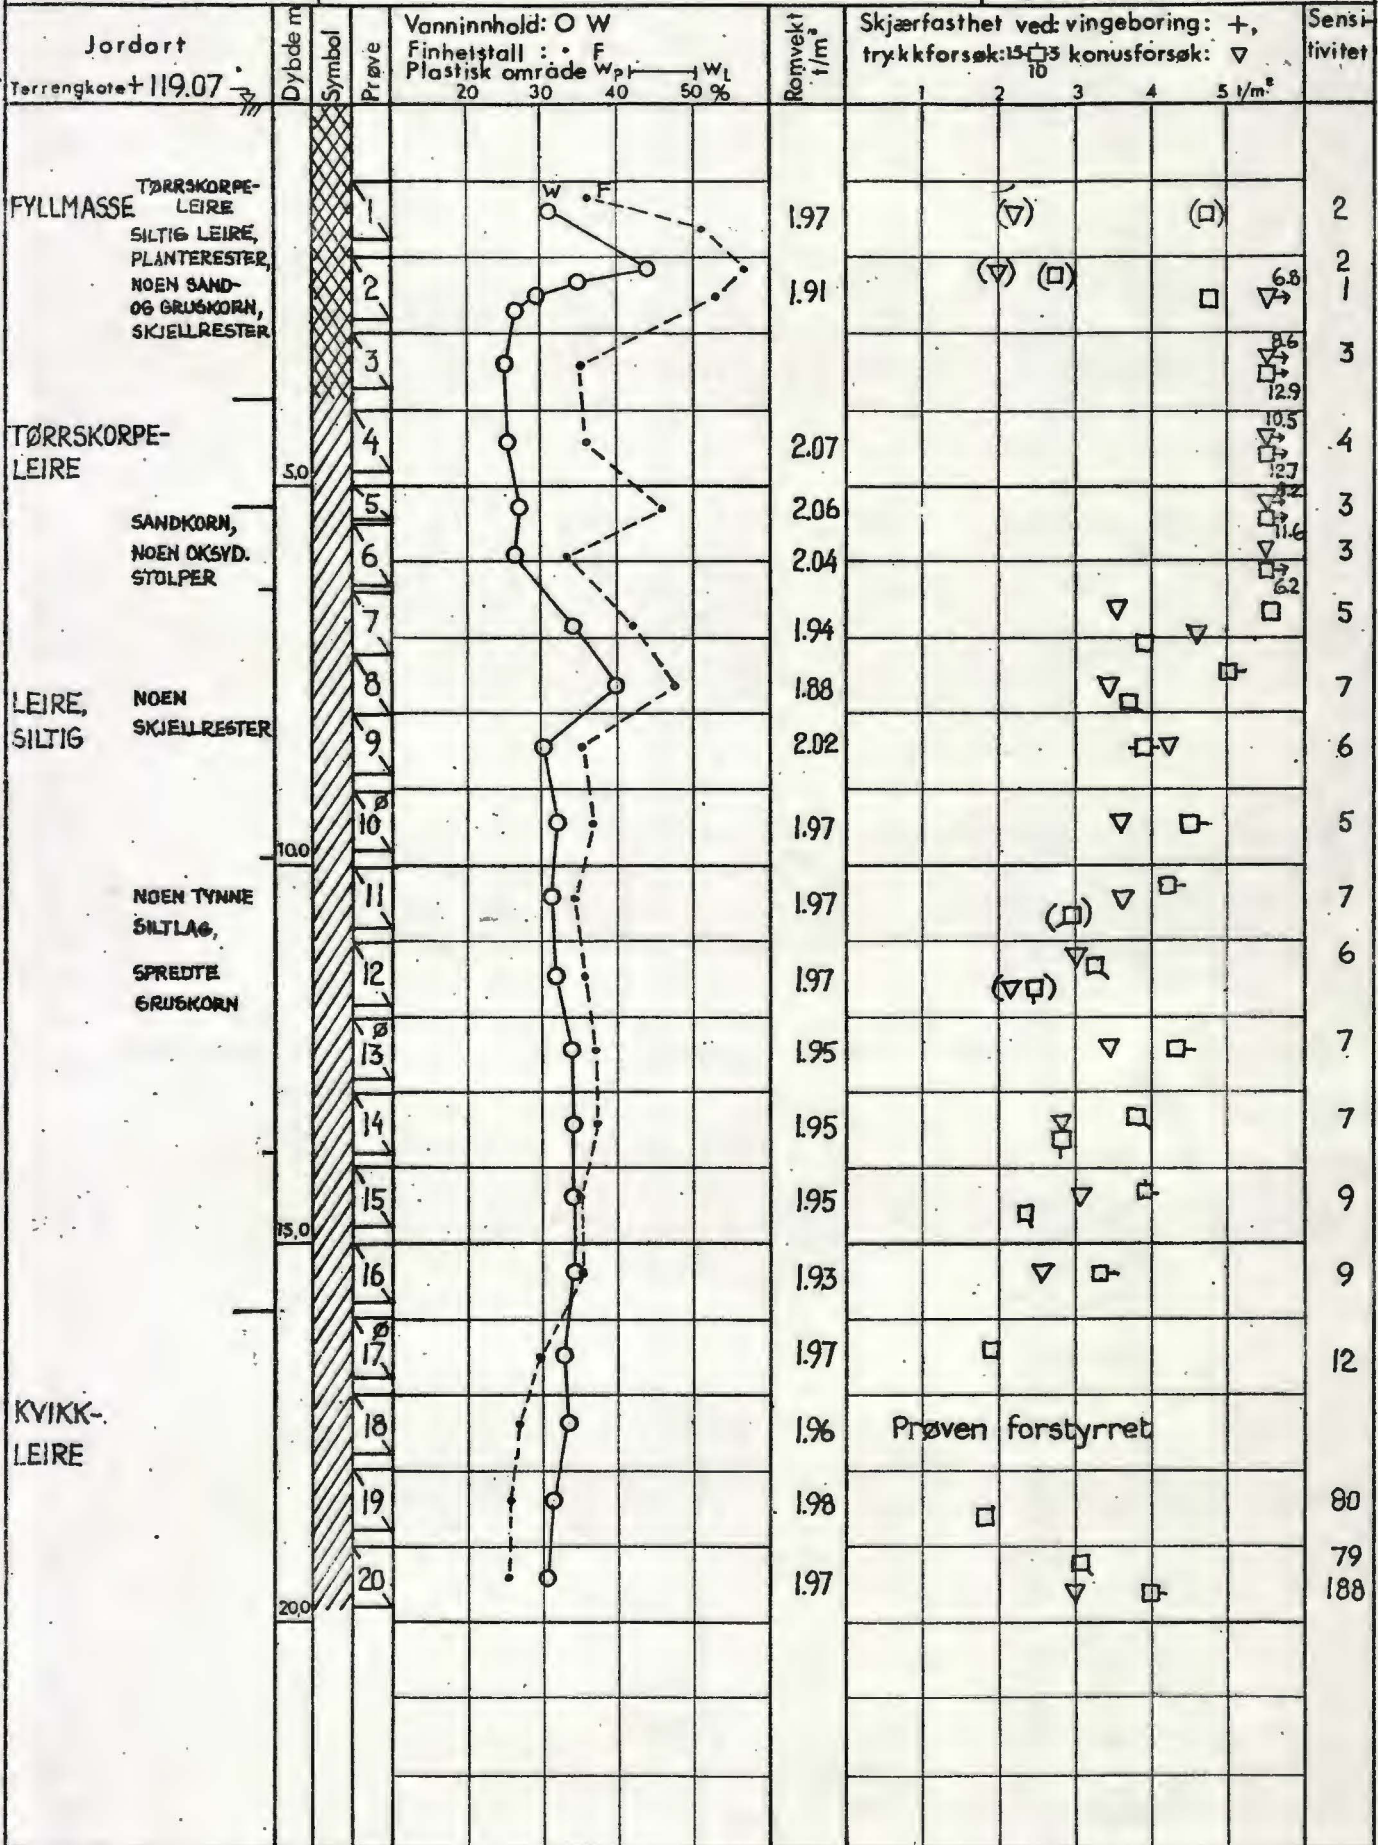 Jordart
Terrengkote +119.07
Dybde m
Symbol
Prøve
Vanninnhold: O W
Finhetstall : • F
Plastisk område Wp WL
20 30 40 50 %
Romvekt t/m³
Skjærfasthet ved: vingeboring: +,
trykkforsøk: 15 5 konusforsøk: ▽
10
1 2 3 4 5 t/m²
Sensi-
tivitet
FYLLMASSE
TØRRSKORPE-
LEIRE
SILTIG LEIRE,
PLANTERESTER,
NOEN SAND-
OG GRUSKORN,
SKJELLRESTER
W F
1 1.97 2
2 1.91 6.8 2
1
3 8.6 3
12.9
TØRRSKORPE-
LEIRE
4 2.07 10.5 4
12.7
5,0
SANDKORN,
NOEN OKSYD.
STOLPER
5 2.06 3
11.6
6 2.04 3
6.2
7 1.94 5
LEIRE,
SILTIG
NOEN
SKJELLRESTER
8 1.88 7
9 2.02 6
Ø
10 1.97 5
10,0
NOEN TYNNE
SILTLAG,
SPREDTE
GRUSKORN
11 1.97 7
12 1.97 6
Ø
13 1.95 7
14 1.95 7
15 1.95 9
15,0
16 1.93 9
Ø
17 1.97 12
KVIKK-
LEIRE
18 1.96 Prøven forstyrret
19 1.98 80
20 1.97 79
188
20,0